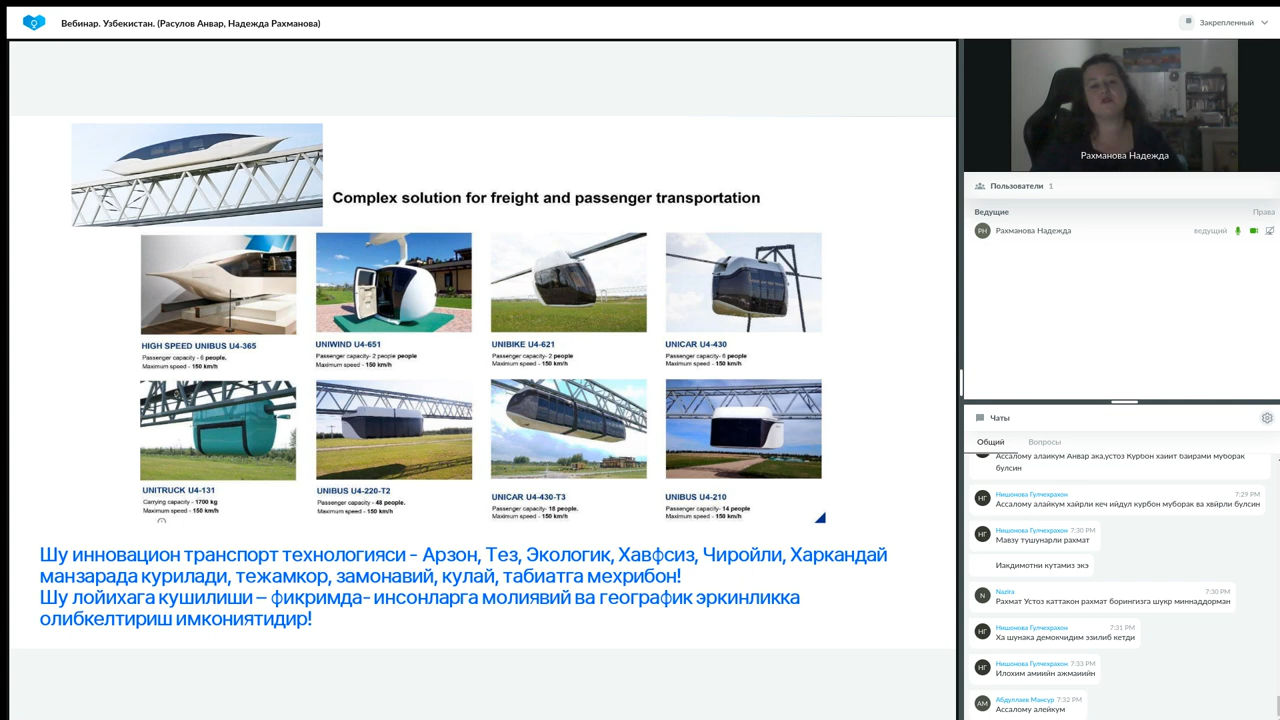 Вебинар. Узбекистан. (Расулов Анвар, Надежда Рахманова)
Закрепленный
Complex solution for freight and passenger transportation
HIGH SPEED UNIBUS U4-365
Passenger capacity - 6 people.
Maximum speed - 150 km/h
UNIWIND U4-651
Passenger capacity- 2 people people
Maximum speed - 150 km/h
UNIBIKE U4-621
Passenger capacity - 2 people
Maximum speed - 150 km/h
UNICAR U4-430
Passenger capacity - 6 people
Maximum speed - 150 km/h
UNITRUCK U4-131
Carrying capacity - 1700 kg
Maximum speed - 150 km/h
UNIBUS U4-220-T2
Passenger capacity - 48 people.
Maximum speed - 150 km/h
UNICAR U4-430-T3
Passenger capacity - 18 people.
Maximum speed - 150 km/h
UNIBUS U4-210
Passenger capacity - 14 people
Maximum speed - 150 km/h
Шу инновацион транспорт технологияси - Арзон, Тез, Экологик, Хавфсиз, Чиройли, Харкандай
манзарада курилади, тежамкор, замонавий, кулай, табиатга мехрибон!
Шу лойихага кушилиши – фикримда- инсонларга молиявий ва географик эркинликка
олибкелтириш имкониятидир!
Рахманова Надежда
Пользователи 1
Ведущие Права
РН Рахманова Надежда ведущий
Чаты
Общий Вопросы
Ассалому алайкум Анвар ака,устоз Курбон хайит байрами муборак
булсин
НГ Нишонова Гулчехрахон 7:29 PM
Ассалому алайкум хайрли кеч ийдул курбон муборак ва хвйрли булсин
НГ Нишонова Гулчехрахон 7:30 PM
Мавзу тушунарли рахмат
Иакдимотни кутамиз экэ
N Nazira 7:30 PM
Рахмат Устоз каттакон рахмат борингизга шукр миннаддорман
НГ Нишонова Гулчехрахон 7:31 PM
Ха шунака демокчидим эзилиб кетди
НГ Нишонова Гулчехрахон 7:33 PM
Илохим амиийн ажмаиийн
АМ Абдуллаев Мансур 7:32 PM
Ассалому алейкум